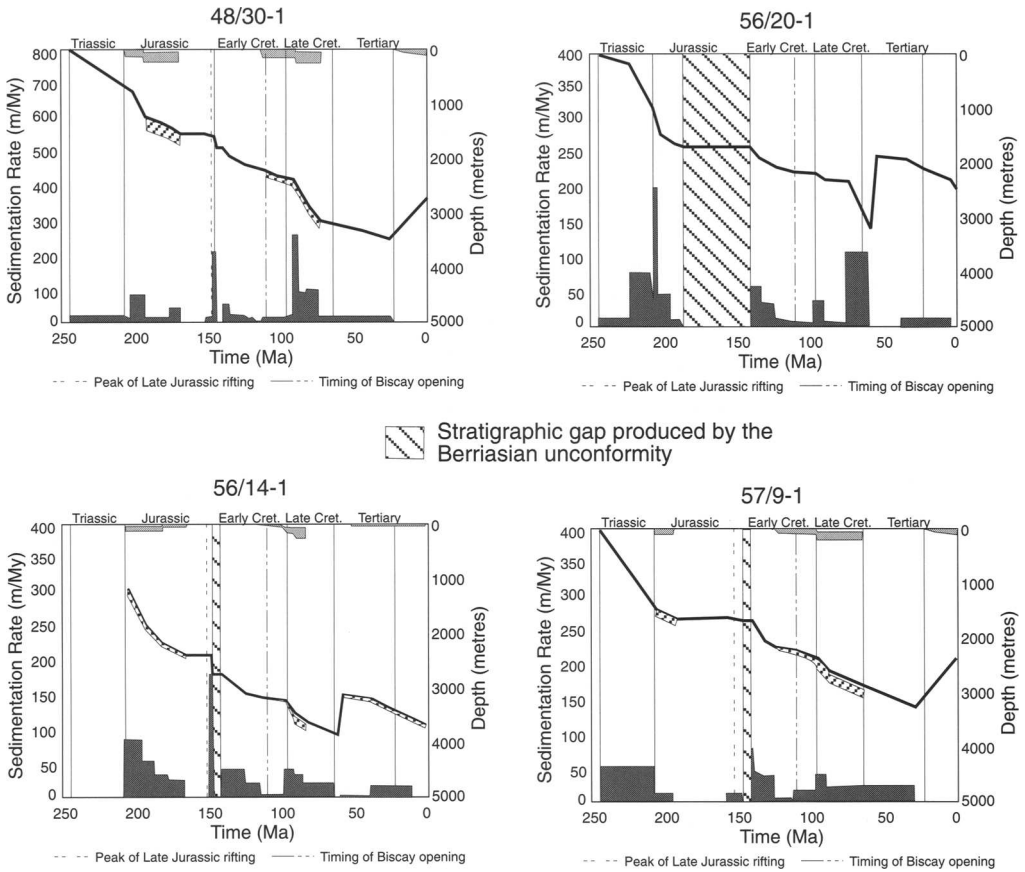 48/30-1
Triassic Jurassic Early Cret. Late Cret. Tertiary
Sedimentation Rate (m/My)
800
700
600
500
400
300
200
100
0
0
1000
2000
3000
4000
5000
Depth (metres)
250 200 150 100 50 0
Time (Ma)
Peak of Late Jurassic rifting Timing of Biscay opening
56/20-1
Triassic Jurassic Early Cret. Late Cret. Tertiary
Sedimentation Rate (m/My)
400
350
300
250
200
150
100
50
0
0
1000
2000
3000
4000
5000
Depth (metres)
250 200 150 100 50 0
Time (Ma)
Peak of Late Jurassic rifting Timing of Biscay opening
Stratigraphic gap produced by the
Berriasian unconformity
56/14-1
Triassic Jurassic Early Cret. Late Cret. Tertiary
Sedimentation Rate (m/My)
400
350
300
250
200
150
100
50
0
0
1000
2000
3000
4000
5000
Depth (metres)
250 200 150 100 50 0
Time (Ma)
Peak of Late Jurassic rifting Timing of Biscay opening
57/9-1
Triassic Jurassic Early Cret. Late Cret. Tertiary
Sedimentation Rate (m/My)
400
350
300
250
200
150
100
50
0
0
1000
2000
3000
4000
5000
Depth (metres)
250 200 150 100 50 0
Time (Ma)
Peak of Late Jurassic rifting Timing of Biscay opening